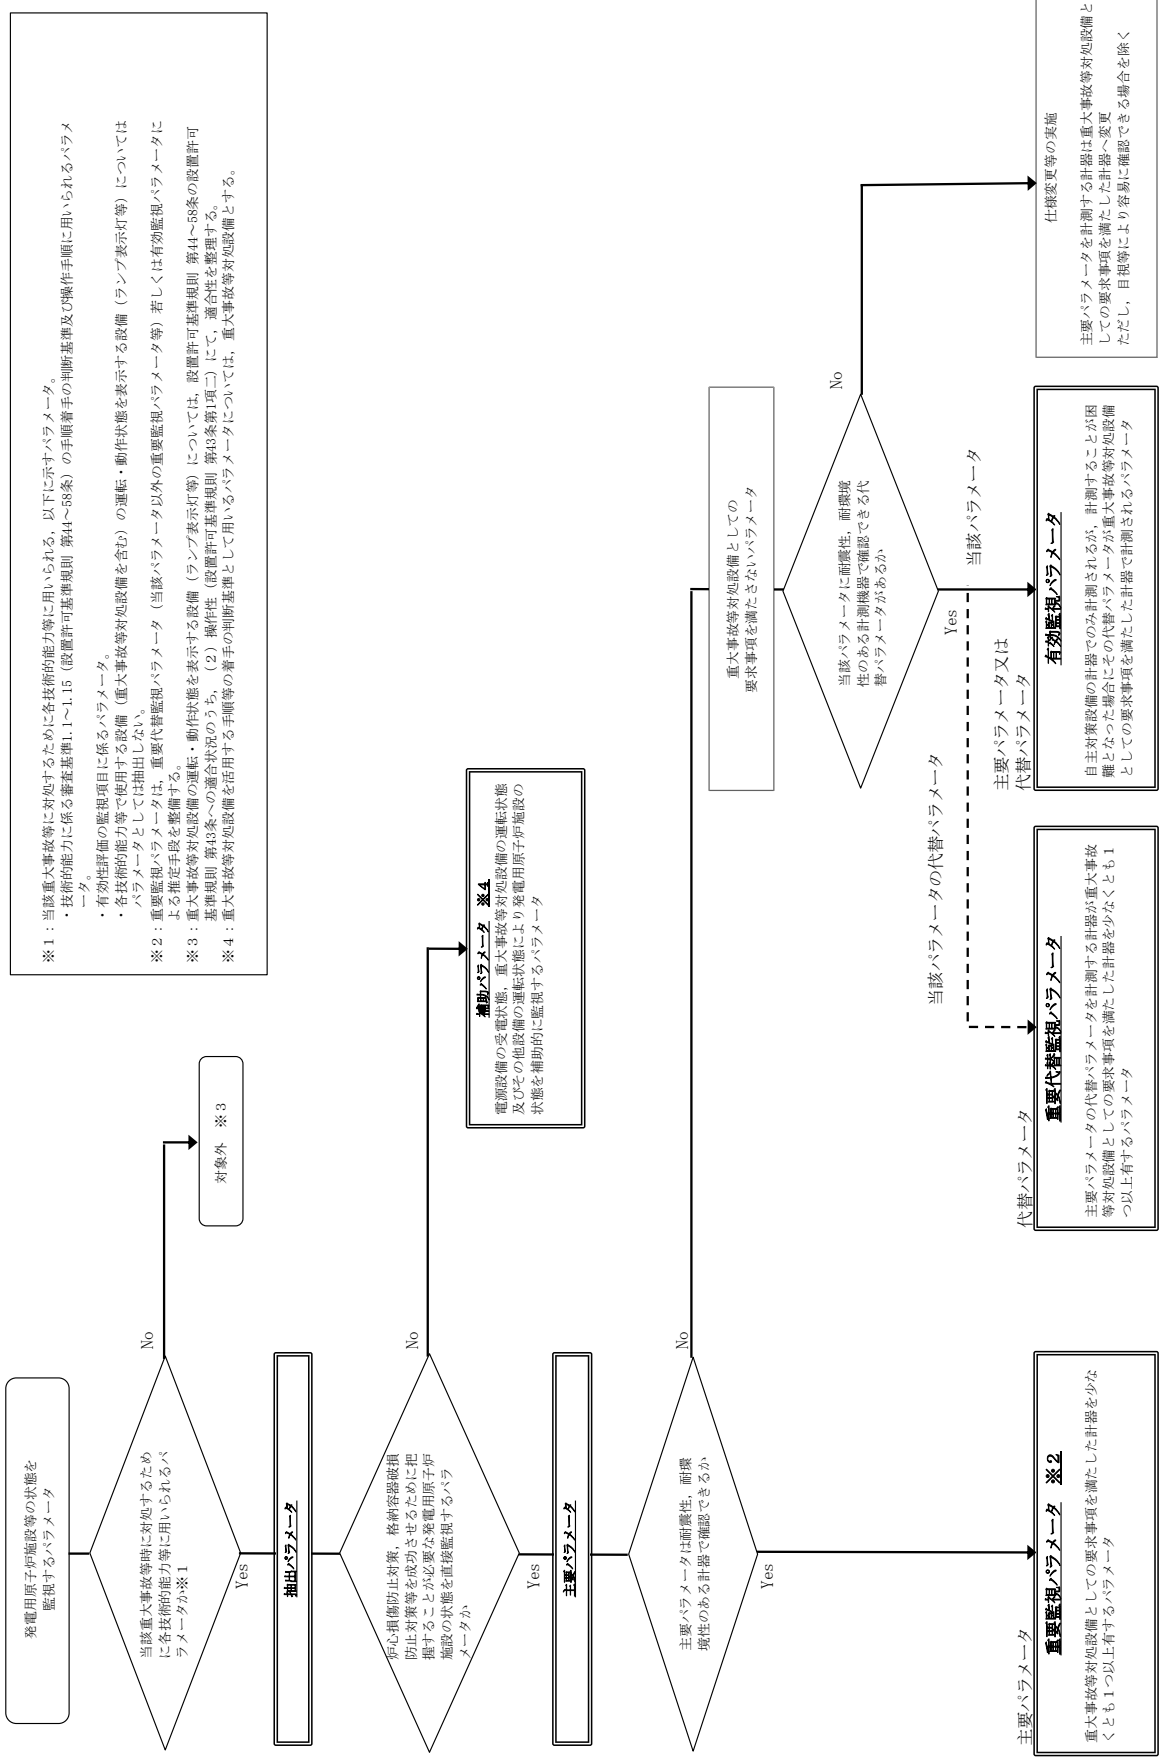 発電用原子炉施設等の状態を
監視するパラメータ
当該重大事故等時に対処するため
に各技術的能力等に用いられるパ
ラメータか※１
No
対象外　※３
Yes
抽出パラメータ
炉心損傷防止対策，格納容器破損
防止対策等を成功させるために把
握することが必要な発電用原子炉
施設の状態を直接監視するパラ
メータか
No
補助パラメータ　※４
電源設備の受電状態，重大事故等対処設備の運転状態
及びその他設備の運転状態により発電用原子炉施設の
状態を補助的に監視するパラメータ
Yes
主要パラメータ
主要パラメータは耐震性，耐環
境性のある計器で確認できるか
No
Yes
重大事故等対処設備としての
要求事項を満たさないパラメータ
当該パラメータに耐震性，耐環境
性のある計測機器で確認できる代
替パラメータがあるか
No
Yes
当該パラメータ
当該パラメータの代替パラメータ
主要パラメータ又は
代替パラメータ
代替パラメータ
主要パラメータ
重要監視パラメータ　※２
重大事故等対処設備としての要求事項を満たした計器を少な
くとも１つ以上有するパラメータ
重要代替監視パラメータ
主要パラメータの代替パラメータを計測する計器が重大事故
等対処設備としての要求事項を満たした計器を少なくとも１
つ以上有するパラメータ
有効監視パラメータ
自主対策設備の計器でのみ計測されるが，計測することが困
難となった場合にその代替パラメータが重大事故等対処設備
としての要求事項を満たした計器で計測されるパラメータ
仕様変更等の実施
主要パラメータを計測する計器は重大事故等対処設備と
しての要求事項を満たした計器へ変更
ただし，目視等により容易に確認できる場合を除く
※１：当該重大事故等に対処するために各技術的能力等に用いられる，以下に示すパラメータ。
・技術的能力に係る審査基準1.1～1.15（設置許可基準規則 第44～58条）の手順着手の判断基準及び操作手順に用いられるパラメ
ータ。
・有効性評価の監視項目に係るパラメータ。
・各技術的能力等で使用する設備（重大事故等対処設備を含む）の運転・動作状態を表示する設備（ランプ表示灯等）については
パラメータとしては抽出しない。
※２：重要監視パラメータは，重要代替監視パラメータ（当該パラメータ以外の重要監視パラメータ等）若しくは有効監視パラメータに
よる推定手段を整備する。
※３：重大事故等対処設備の運転・動作状態を表示する設備（ランプ表示灯等）については，設置許可基準規則 第44～58条の設置許可
基準規則 第43条への適合状況のうち，（２）操作性（設置許可基準規則 第43条第1項二）にて，適合性を整理する。
※４：重大事故等対処設備を活用する手順等の着手の判断基準として用いるパラメータについては，重大事故等対処設備とする。